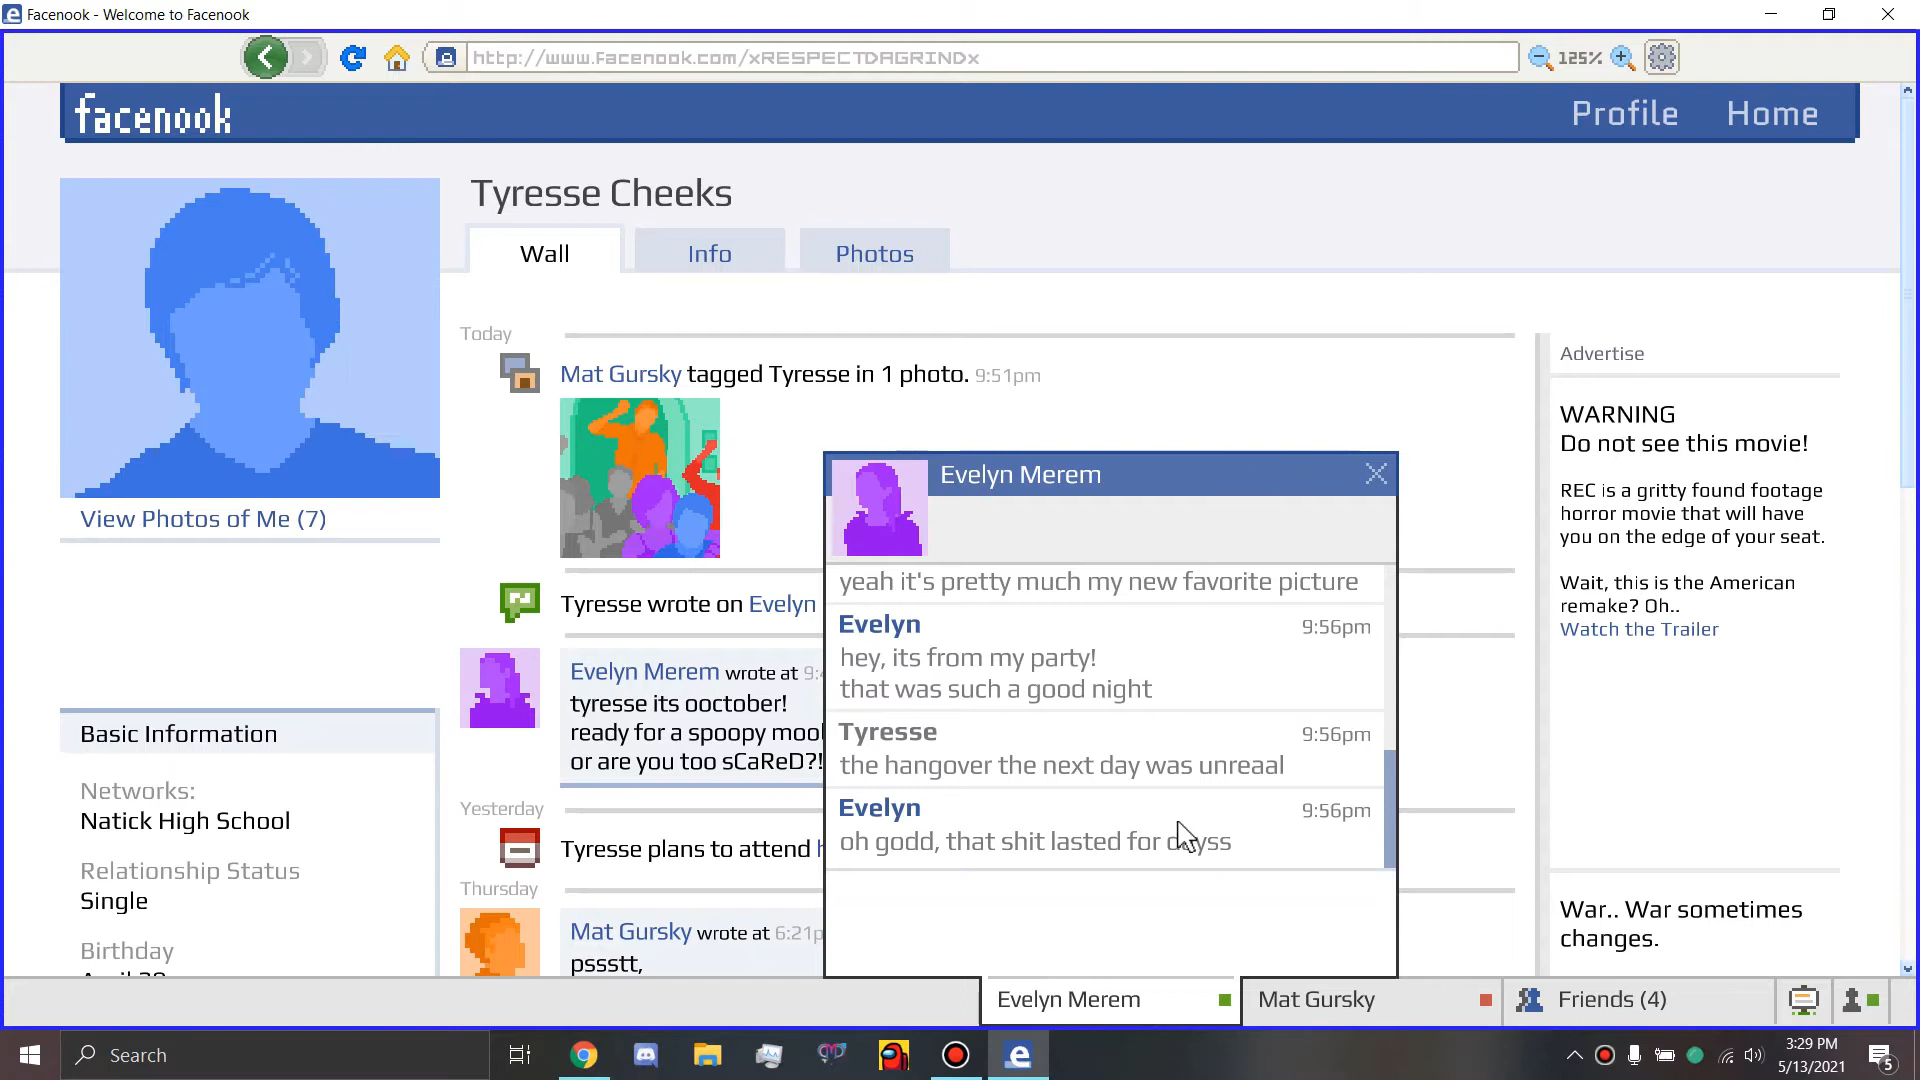 Facenook - Welcome to Facenook
http://www.facenook.com/xRESPECTDAGRINDx
125%
facenook
Profile
Home
Tyresse Cheeks
Wall
Info
Photos
View Photos of Me (7)
Today
Mat Gursky tagged Tyresse in 1 photo. 9:51pm
Tyresse wrote on Evelyn
Evelyn Merem wrote at
tyresse its ooctober!
ready for a spoopy
or are you too sCaReD?!
Yesterday
Tyresse plans to attend
Thursday
Mat Gursky wrote at 6:21p
pssstt,
Basic Information
Networks:
Natick High School
Relationship Status
Single
Birthday
Evelyn Merem
yeah it's pretty much my new favorite picture
Evelyn 9:56pm
hey, its from my party!
that was such a good night
Tyresse 9:56pm
the hangover the next day was unreaal
Evelyn 9:56pm
oh godd, that shit lasted for
Advertise
WARNING
Do not see this movie!
REC is a gritty found footage
horror movie that will have
you on the edge of your seat.
Wait, this is the American
remake? Oh..
Watch the Trailer
War.. War sometimes
changes.
Evelyn Merem
Mat Gursky
Friends (4)
Search
3:29 PM
5/13/2021
5